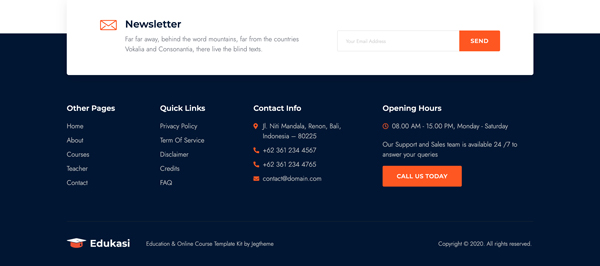 Newsletter
Far far away, behind the word mountains, far from the countries
Vokalia and Consonantia, there live the blind texts.
Your Email Address
SEND
Other Pages
Home
About
Courses
Teacher
Contact
Quick Links
Privacy Policy
Term Of Service
Disclaimer
Credits
FAQ
Contact Info
Jl. Niti Mandala, Renon, Bali,
Indonesia – 80225
+62 361 234 4567
+62 361 234 4765
contact@domain.com
Opening Hours
08.00 AM - 15.00 PM, Monday - Saturday
Our Support and Sales team is available 24 /7 to
answer your queries
CALL US TODAY
Edukasi
Education & Online Course Template Kit by Jegtheme
Copyright © 2020. All rights reserved.